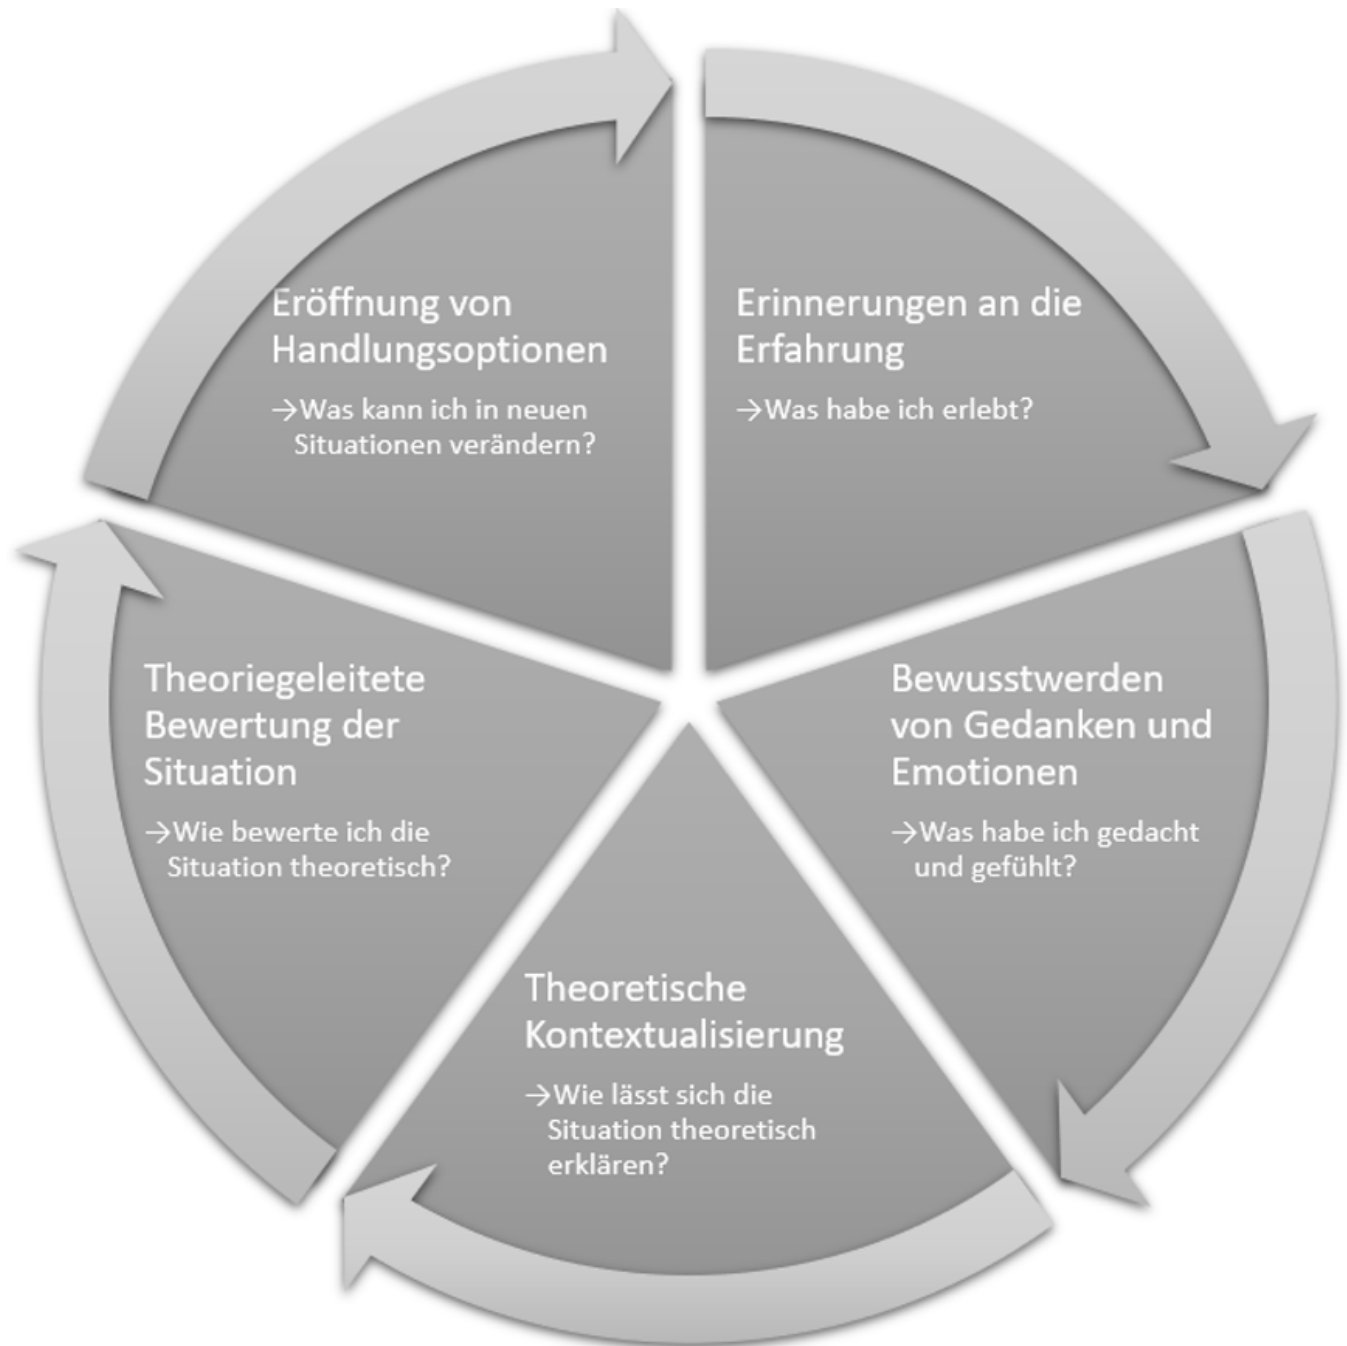 Erinnerungen an die
Erfahrung
→Was habe ich erlebt?
Bewusstwerden
von Gedanken und
Emotionen
→Was habe ich gedacht
und gefühlt?
Theoretische
Kontextualisierung
→Wie lässt sich die
Situation theoretisch
erklären?
Theoriegeleitete
Bewertung der
Situation
→Wie bewerte ich die
Situation theoretisch?
Eröffnung von
Handlungsoptionen
→Was kann ich in neuen
Situationen verändern?